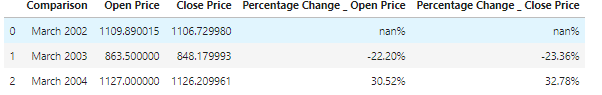 Comparison Open Price Close Price Percentage Change _ Open Price Percentage Change _ Close Price
0 March 2002 1109.890015 1106.729980 nan% nan%
1 March 2003 863.500000 848.179993 -22.20% -23.36%
2 March 2004 1127.000000 1126.209961 30.52% 32.78%